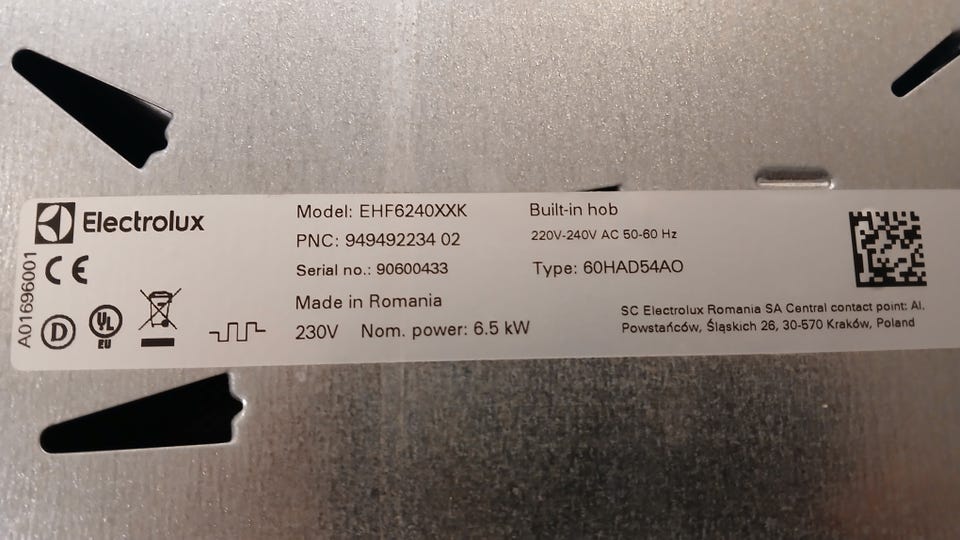 Electrolux
Model: EHF6240XXK
Built-in hob
PNC: 949492234 02
220V-240V AC 50-60 Hz
Serial no.: 90600433
Type: 60HAD54AO
Made in Romania
230V Nom. power: 6.5 kW
SC Electrolux Romania SA Central contact point: Al.
Powstańców, Śląskich 26, 30-570 Kraków, Poland
A01696001
CE
D
UL
EU